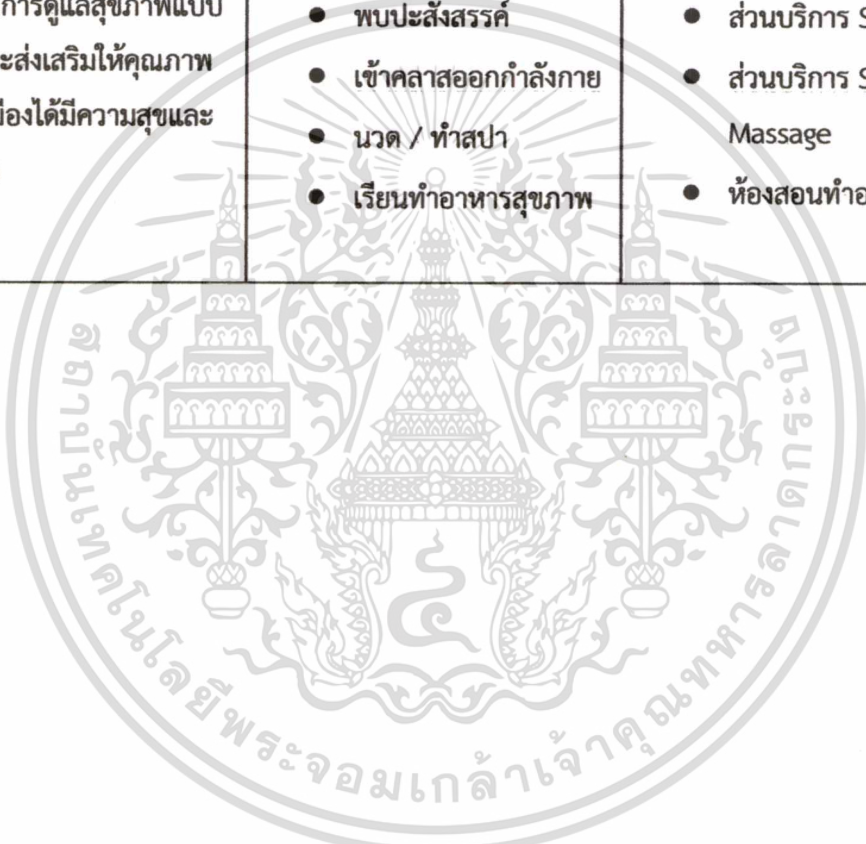 การดูแลสุขภาพแบบ
ะส่งเสริมให้คุณภาพ
ได้มีความสุขและ
● พบปะสังสรรค์
● เข้าคลาสออกกำลังกาย
● นวด / ทำสปา
● เรียนทำอาหารสุขภาพ
● ส่วนบริการ S
● ส่วนบริการ S
Massage
● ห้องสอนทำอ
สถาบันเทคโนโลยีพระจอมเกล้าเจ้าคุณทหารลาดกระบัง
๔